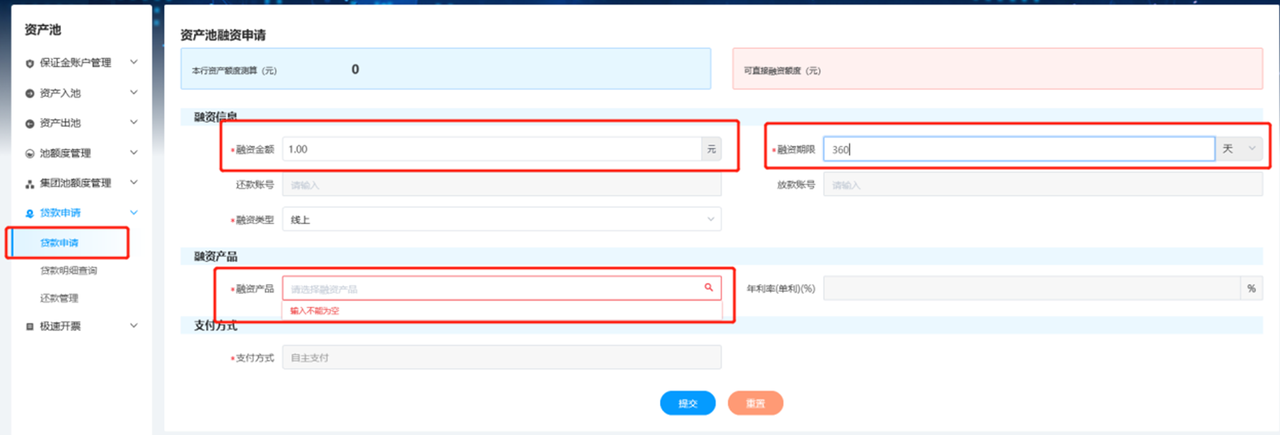 资产池
保证金账户管理
资产入池
资产出池
池额度管理
集团池额度管理
贷款申请
贷款申请
贷款明细查询
还款管理
极速开票
资产池融资申请
本行资产额度测算（元） 0
可直接融资额度（元）
融资信息
*融资金额 1.00 元
*融资期限 360 天
还款账号 请输入
放款账号 请输入
*融资类型 线上
融资产品
*融资产品 请选择融资产品
输入不能为空
年利率(单利)(%) %
支付方式
*支付方式 自主支付
提交 重置